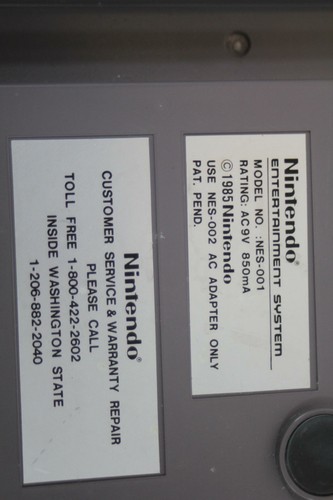 Nintendo®
ENTERTAINMENT SYSTEM
MODEL NO. :NES-001
RATING: AC 9V 850mA
©1985 Nintendo
USE NES-002 AC ADAPTER ONLY
PAT. PEND.
Nintendo®
CUSTOMER SERVICE & WARRANTY REPAIR
PLEASE CALL
TOLL FREE 1-800-422-2602
INSIDE WASHINGTON STATE
1-206-882-2040